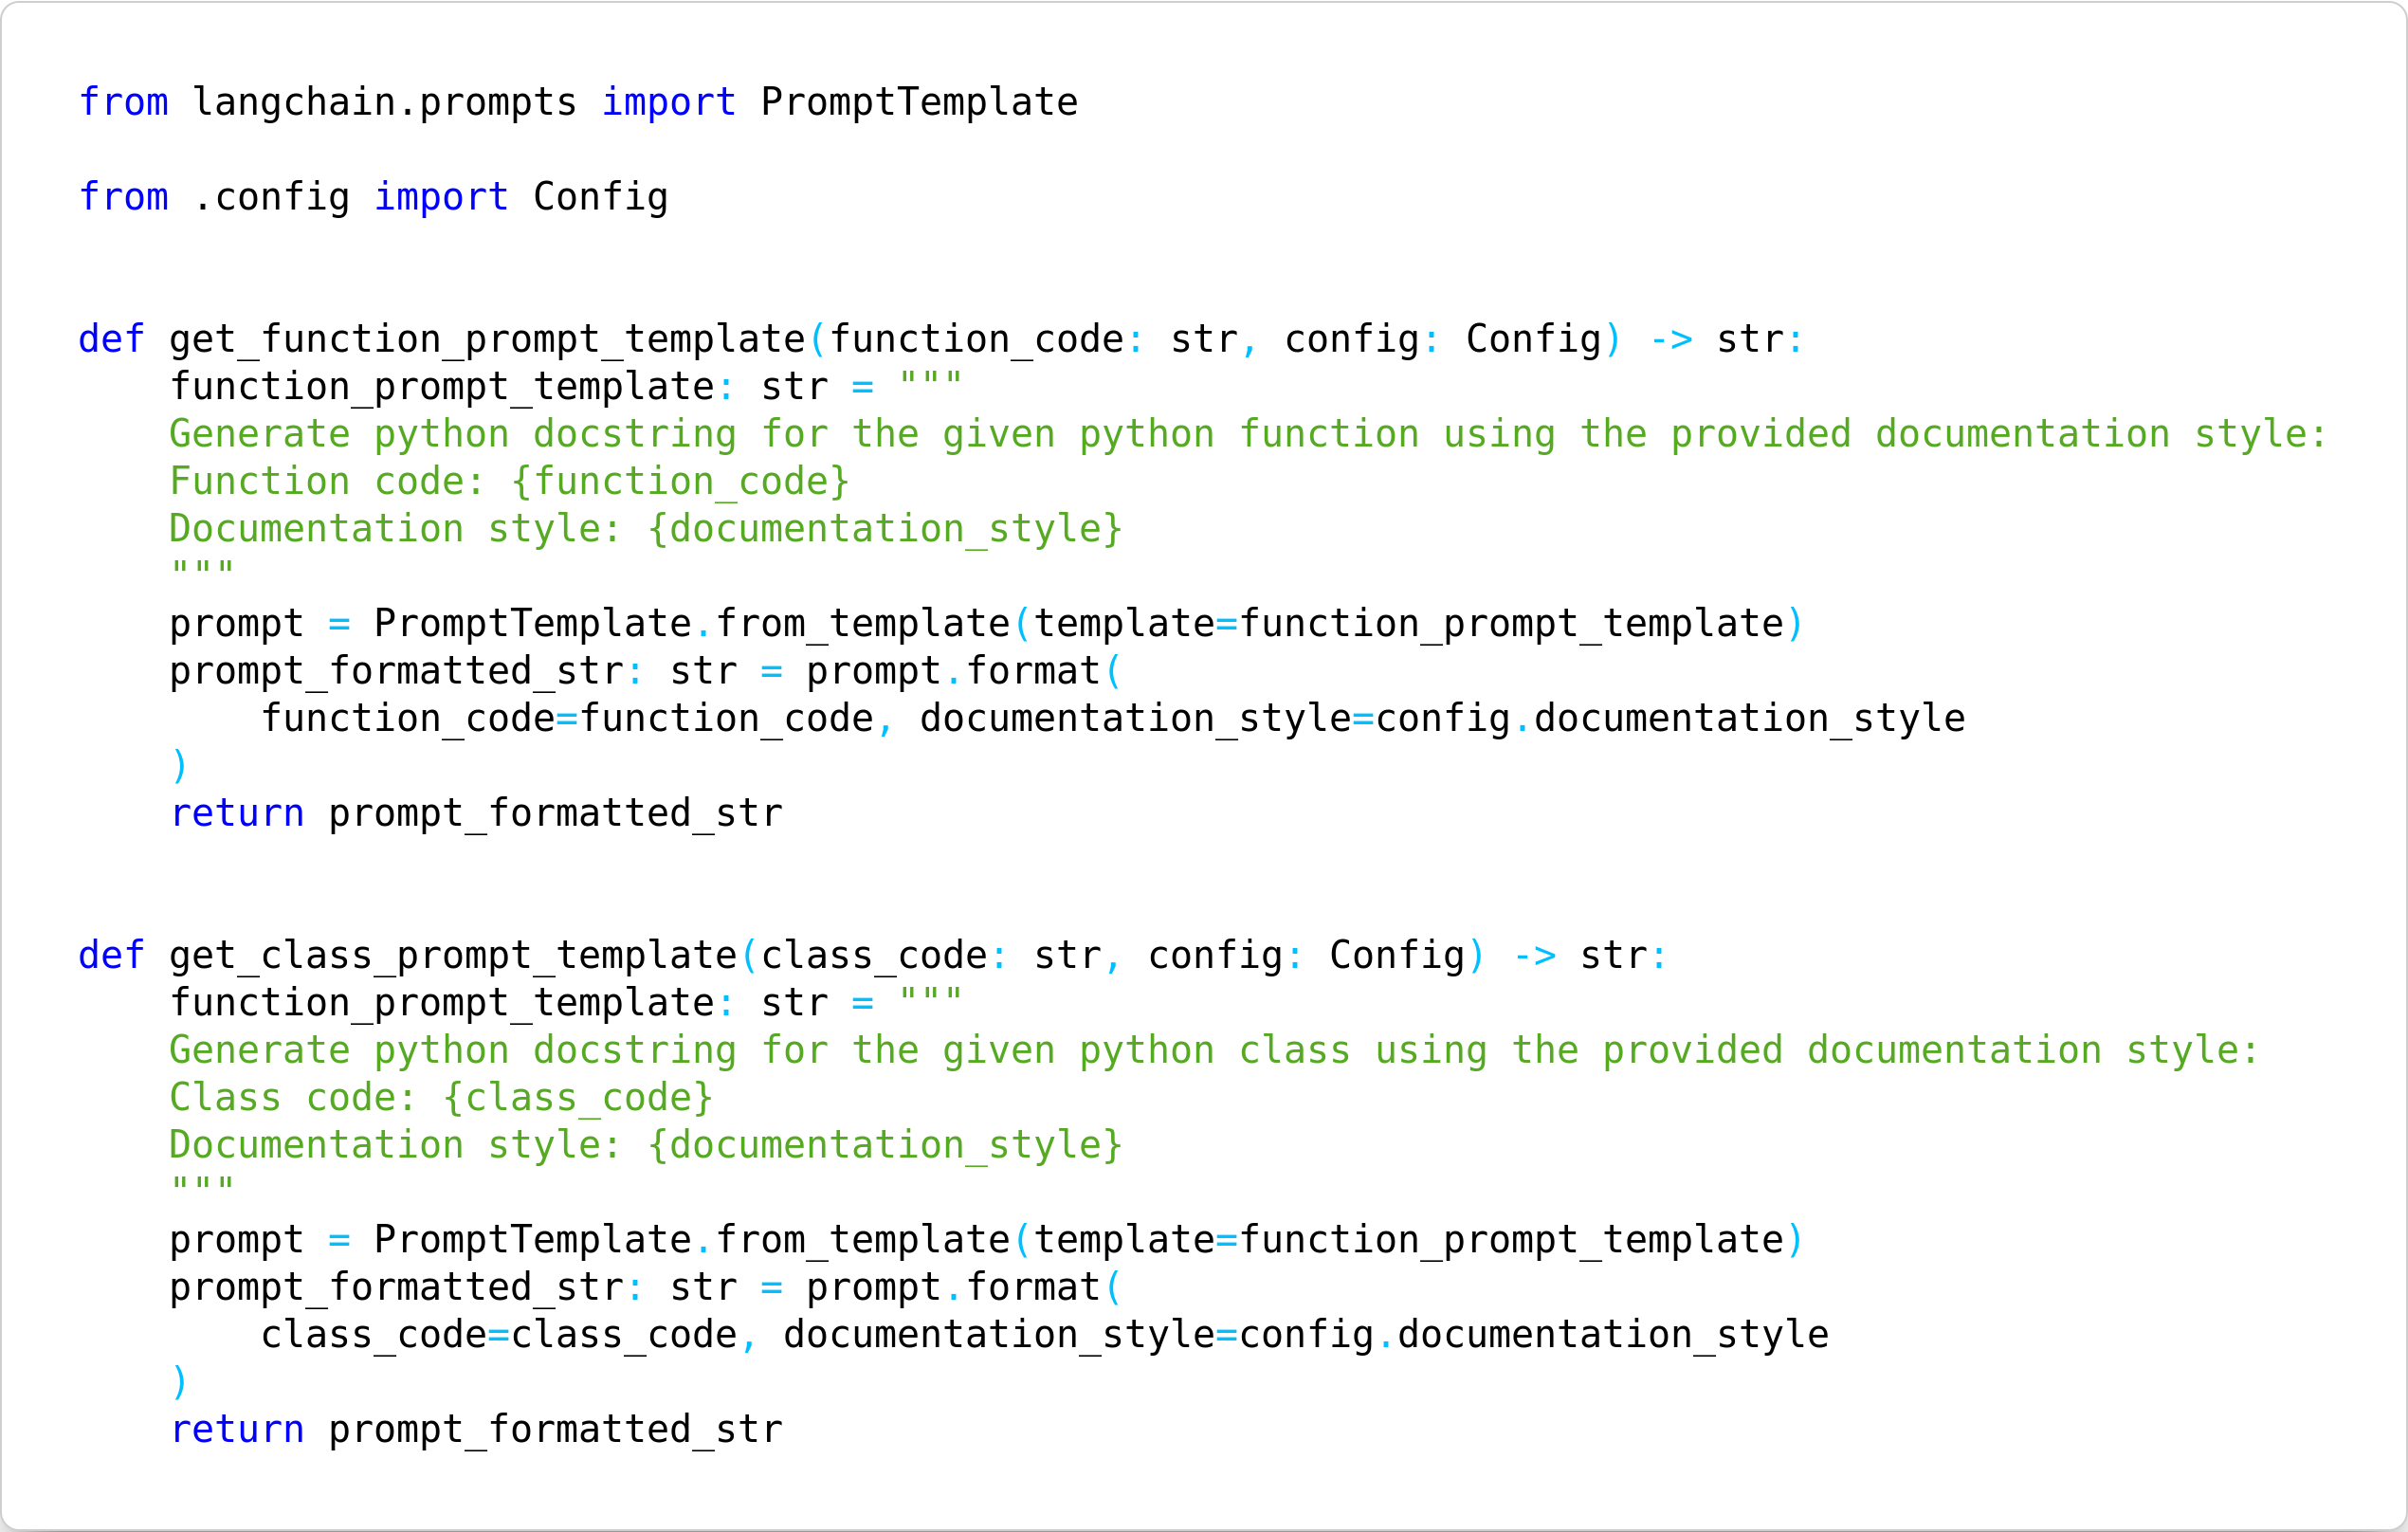 from langchain.prompts import PromptTemplate

from .config import Config


def get_function_prompt_template(function_code: str, config: Config) -> str:
    function_prompt_template: str = """
    Generate python docstring for the given python function using the provided documentation style:
    Function code: {function_code}
    Documentation style: {documentation_style}
    """
    prompt = PromptTemplate.from_template(template=function_prompt_template)
    prompt_formatted_str: str = prompt.format(
        function_code=function_code, documentation_style=config.documentation_style
    )
    return prompt_formatted_str


def get_class_prompt_template(class_code: str, config: Config) -> str:
    function_prompt_template: str = """
    Generate python docstring for the given python class using the provided documentation style:
    Class code: {class_code}
    Documentation style: {documentation_style}
    """
    prompt = PromptTemplate.from_template(template=function_prompt_template)
    prompt_formatted_str: str = prompt.format(
        class_code=class_code, documentation_style=config.documentation_style
    )
    return prompt_formatted_str